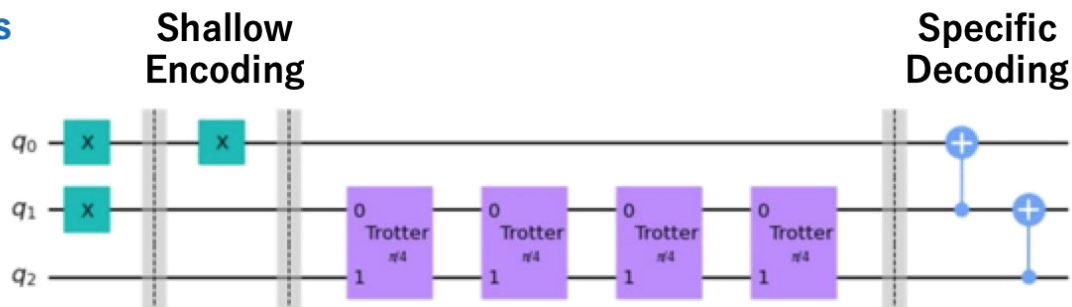 s
Shallow
Encoding
Specific
Decoding
q0 X X
q1 X 0 0 0 0
Trotter Trotter Trotter Trotter
π/4 π/4 π/4 π/4
q2 1 1 1 1